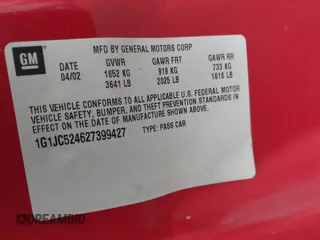 GM
MFD BY GENERAL MOTORS CORP
DATE GVWR GAWR FRT GAWR RR
04/02 1652 KG 919 KG 733 KG
3641 LB 2025 LB 1616 LB
THIS VEHICLE CONFORMS TO ALL APPLICABLE U.S. FEDERAL MOTOR
VEHICLE SAFETY, BUMPER, AND THEFT PREVENTION STANDARDS IN
EFFECT ON THE DATE OF MANUFACTURE SHOWN ABOVE.
1G1JC524627399427 TYPE: PASS CAR
DREAMBID